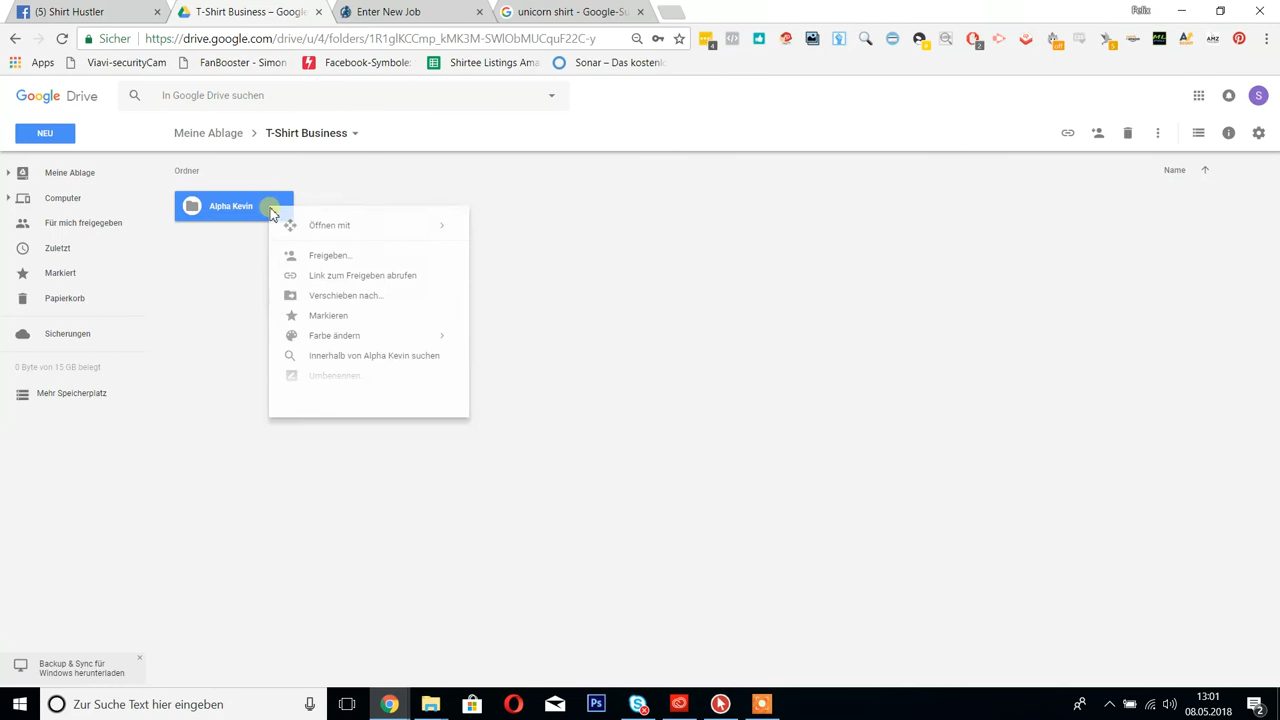 (5) Shirt Hustler
T-Shirt Business – Google
Enter New Job
unicorn shirt - Google-Su
Felix
Sicher
https://drive.google.com/drive/u/4/folders/1R1glKCCmp_kMK3M-SWlObMUCquF22C-y
Apps
Viavi-securityCam
FanBooster - Simon
Facebook-Symbole:
Shirtee Listings Ama
Sonar – Das kosten
Google Drive
In Google Drive suchen
S
NEU
Meine Ablage
T-Shirt Business
Meine Ablage
Computer
Für mich freigegeben
Zuletzt
Markiert
Papierkorb
Sicherungen
0 Byte von 15 GB belegt
Mehr Speicherplatz
Ordner
Name
Alpha Kevin
Öffnen mit
Freigeben...
Link zum Freigeben abrufen
Verschieben nach...
Markieren
Farbe ändern
Innerhalb von Alpha Kevin suchen
Umbenennen...
Backup & Sync für
Windows herunterladen
Zur Suche Text hier eingeben
Ps
13:01
08.05.2018